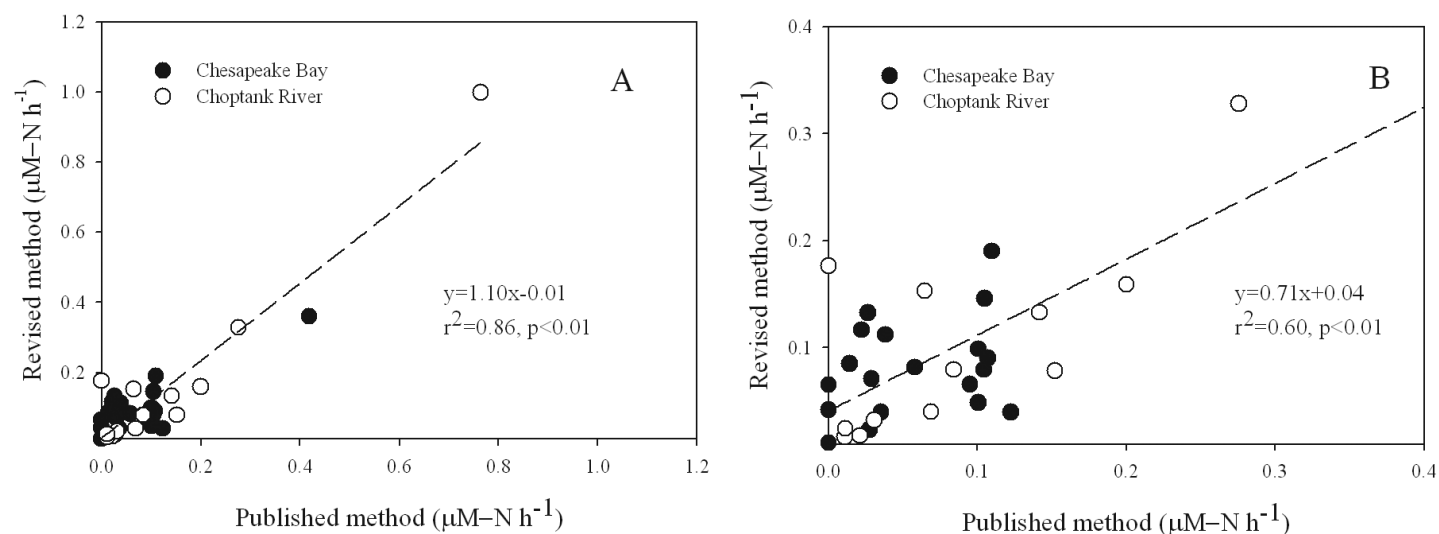 1.2
1.0
0.8
0.6
0.4
0.2
Revised method (μM−N h-1)
Chesapeake Bay
Choptank River
A
y=1.10x-0.01
r2=0.86, p<0.01
0.0 0.2 0.4 0.6 0.8 1.0 1.2
Published method (μM−N h-1)
0.4
0.3
0.2
0.1
Revised method (μM−N h-1)
Chesapeake Bay
Choptank River
B
y=0.71x+0.04
r2=0.60, p<0.01
0.0 0.1 0.2 0.3 0.4
Published method (μM−N h-1)